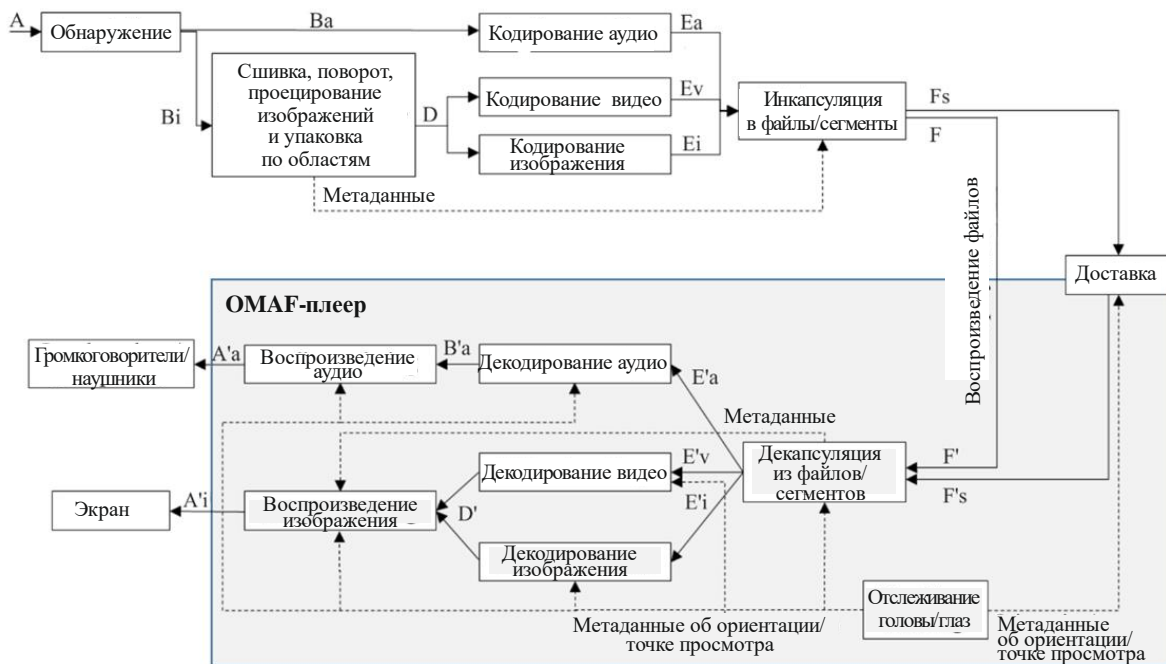 A
Обнаружение
Ba
Кодирование аудио
Ea
Bi
Сшивка, поворот,
проецирование
изображений
и упаковка
по областям
D
Кодирование видео
Ev
Кодирование
изображения
Ei
Инкапсуляция
в файлы/сегменты
Fs
F
Метаданные
Воспроизведение файлов
Доставка
OMAF-плеер
Громкоговорители/
наушники
A'a
Воспроизведение
аудио
B'a
Декодирование аудио
E'a
Метаданные
Декодирование видео
E'v
E'i
Декапсуляция
из файлов/
сегментов
F'
F's
Экран
A'i
Воспроизведение
изображения
D'
Декодирование
изображения
Отслеживание
головы/глаз
Метаданные об ориентации/
точке просмотра
Метаданные
об ориентации/
точке просмотра